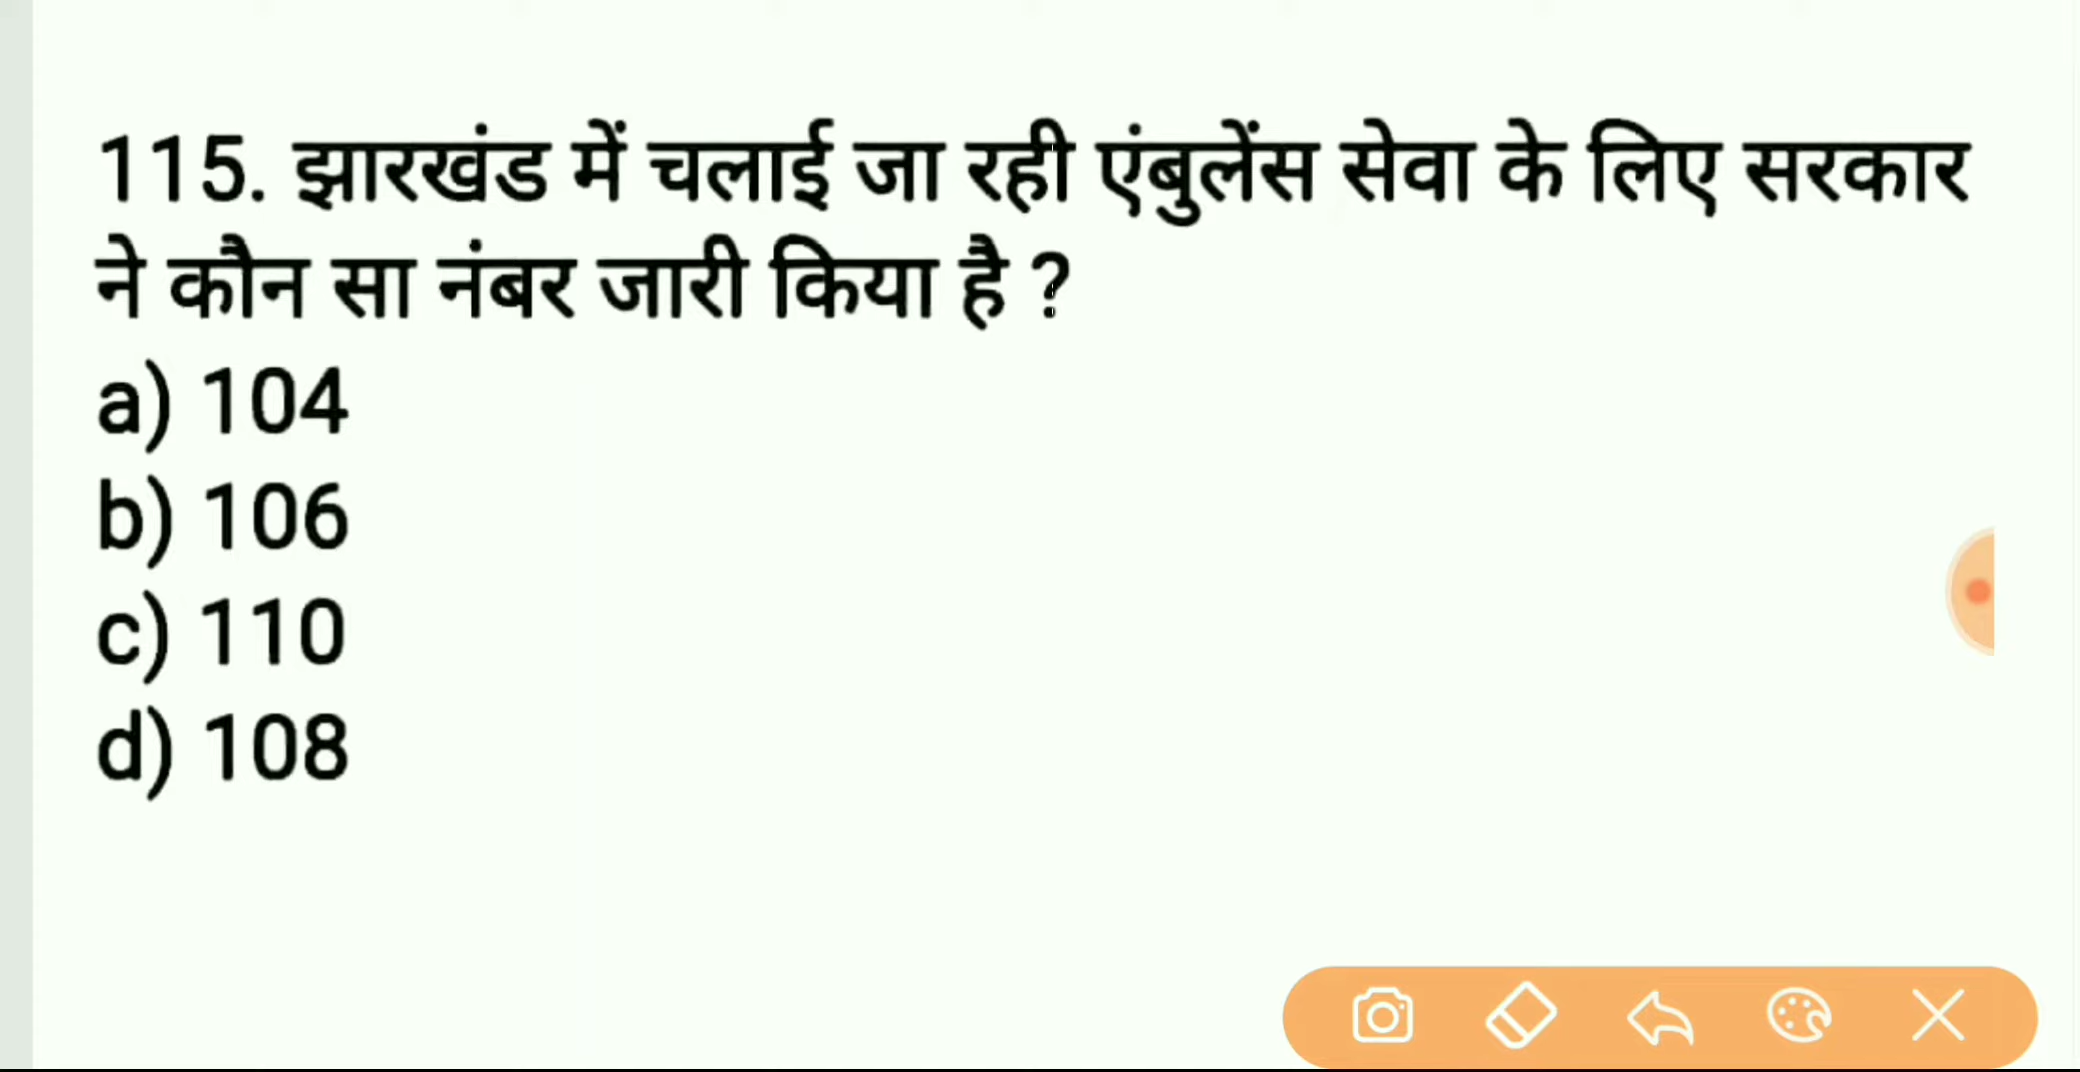 115. झारखंड में चलाई जा रही एंबुलेंस सेवा के लिए सरकार
ने कौन सा नंबर जारी किया है ?
a) 104
b) 106
c) 110
d) 108